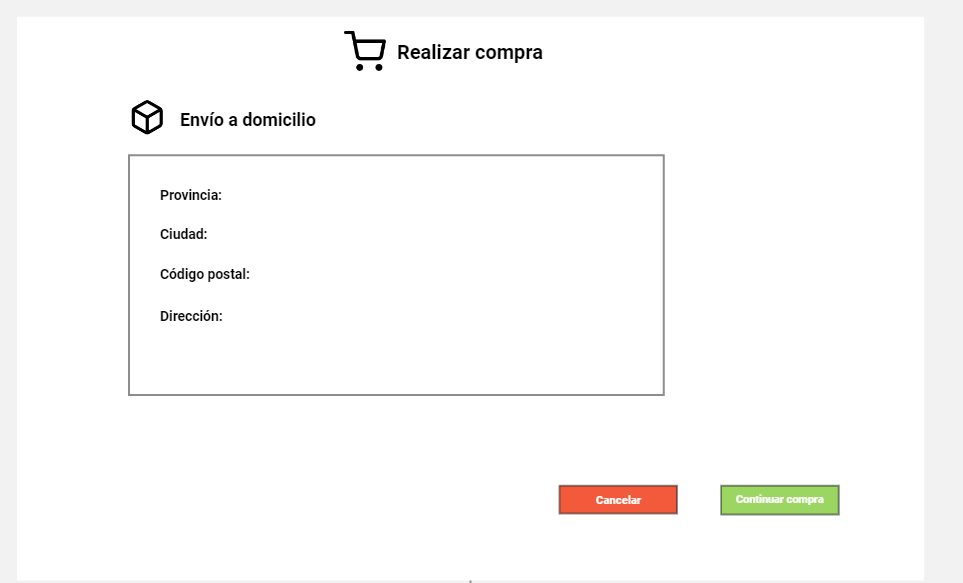 Realizar compra
Envío a domicilio
Provincia:
Ciudad:
Código postal:
Dirección:
Cancelar
Continuar compra